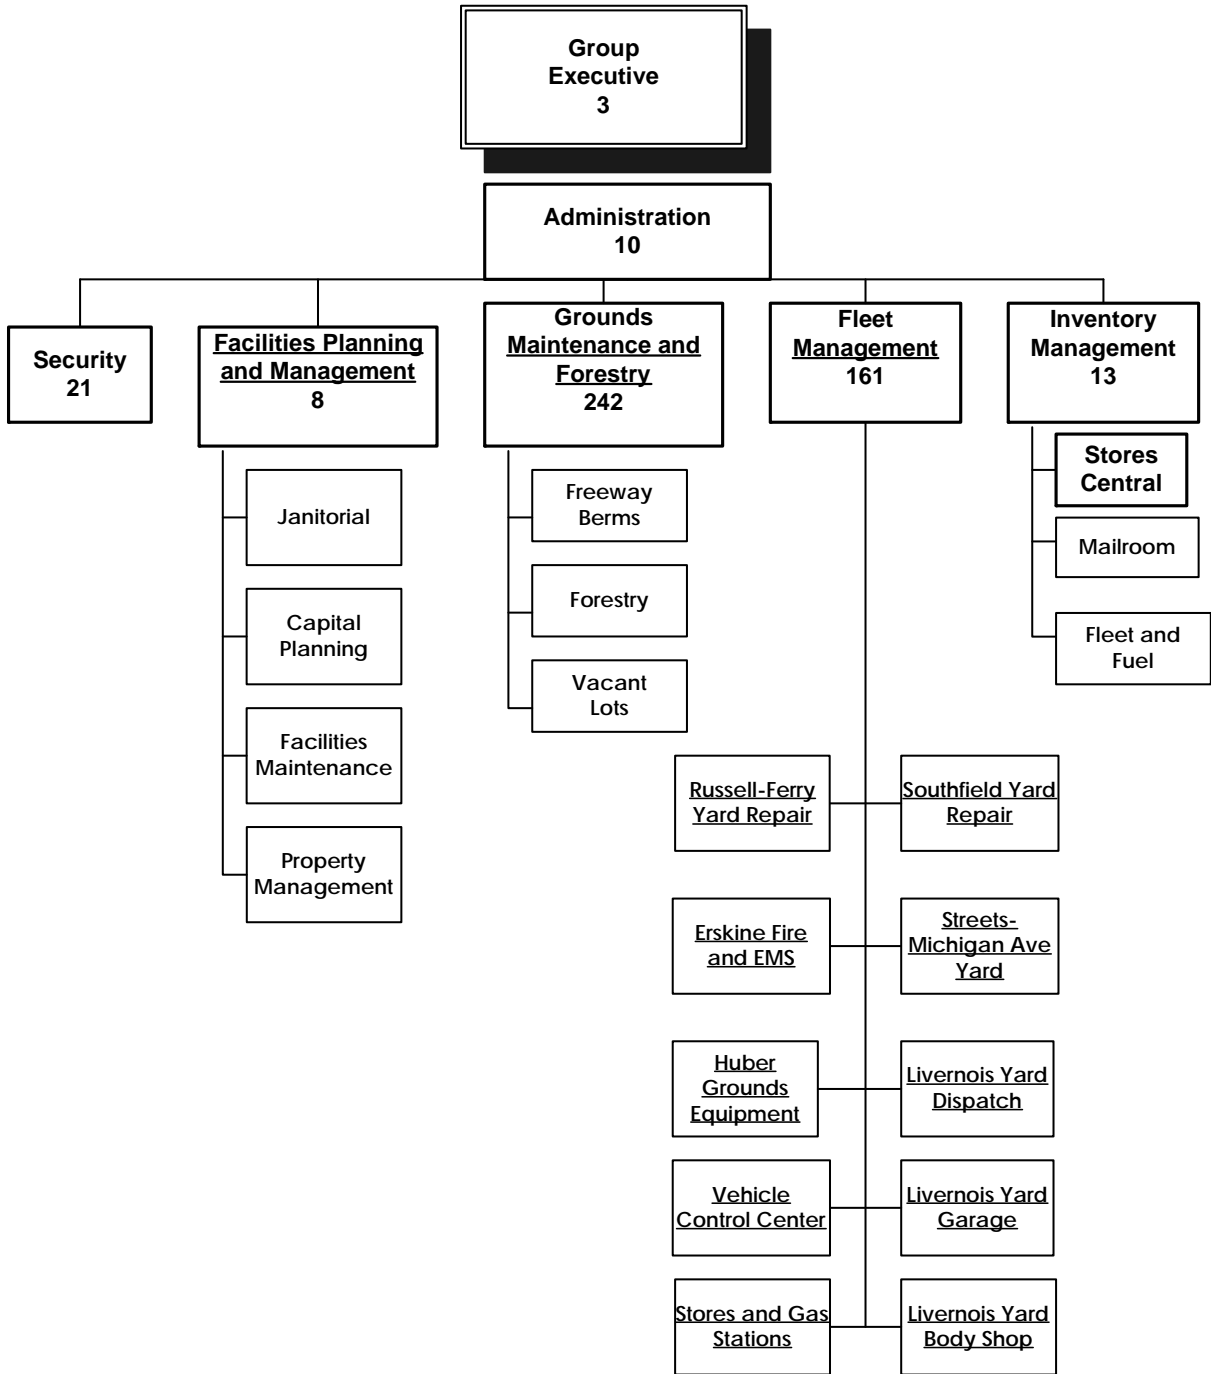 Group
Executive
3
Administration
10
Security
21
Facilities Planning
and Management
8
Grounds
Maintenance and
Forestry
242
Fleet
Management
161
Inventory
Management
13
Janitorial
Capital
Planning
Facilities
Maintenance
Property
Management
Freeway
Berms
Forestry
Vacant
Lots
Stores
Central
Mailroom
Fleet and
Fuel
Russell-Ferry
Yard Repair
Southfield Yard
Repair
Erskine Fire
and EMS
Streets-
Michigan Ave
Yard
Huber
Grounds
Equipment
Livernois Yard
Dispatch
Vehicle
Control Center
Livernois Yard
Garage
Stores and Gas
Stations
Livernois Yard
Body Shop